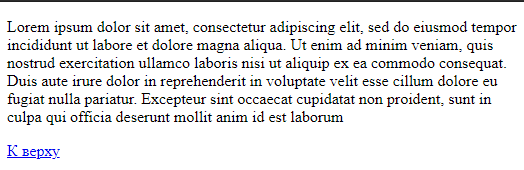 Lorem ipsum dolor sit amet, consectetur adipiscing elit, sed do eiusmod tempor
incididunt ut labore et dolore magna aliqua. Ut enim ad minim veniam, quis
nostrud exercitation ullamco laboris nisi ut aliquip ex ea commodo consequat.
Duis aute irure dolor in reprehenderit in voluptate velit esse cillum dolore eu
fugiat nulla pariatur. Excepteur sint occaecat cupidatat non proident, sunt in
culpa qui officia deserunt mollit anim id est laborum
К верху